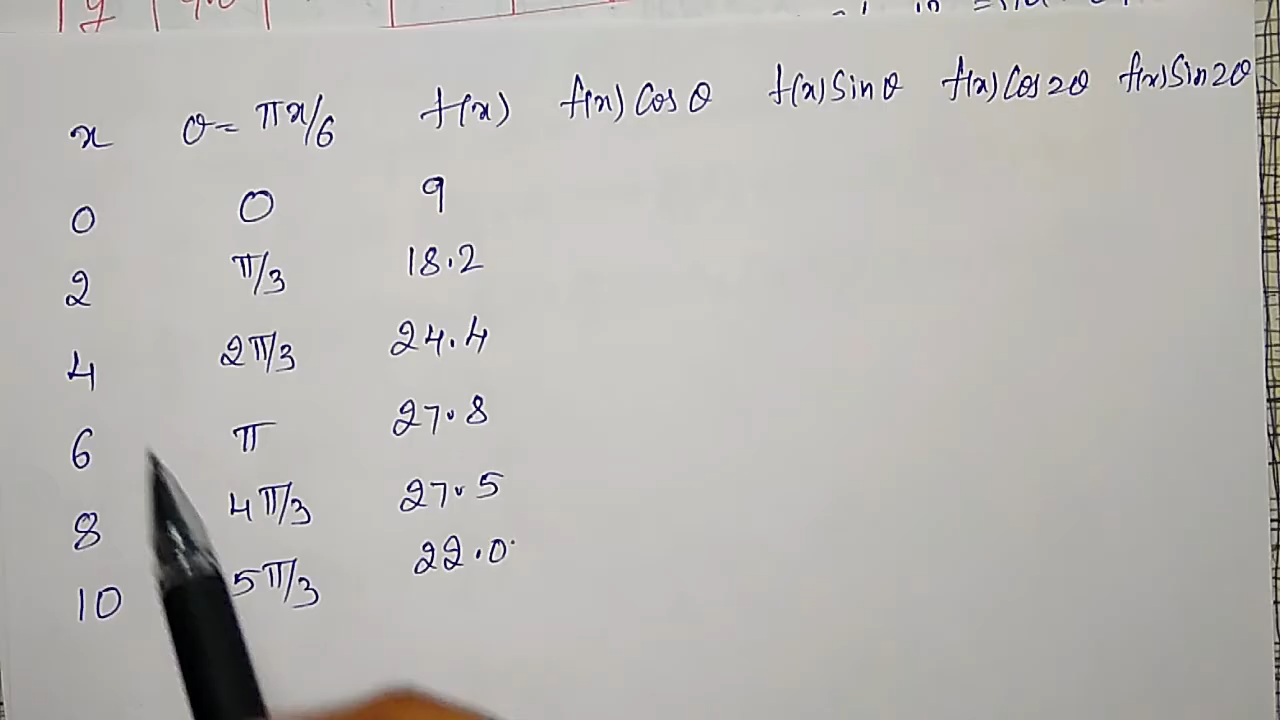 y
x θ = πx/6 f(x) f(x) Cos θ f(x) Sin θ f(x) Cos 2θ f(x) Sin 2θ
0 0 9
2 π/3 18.2
4 2π/3 24.4
6 π 27.8
8 4π/3 27.5
10 5π/3 22.0